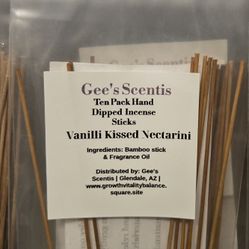 Gee's Scentis
Ten Pack Hand
Dipped Incense
Sticks
Vanilli Kissed Nectarini
Ingredients: Bamboo stick
& Fragrance Oil
Distributed by: Gee's
Scentis | Glendale, AZ |
www.growthvitalitybalance.
square.site